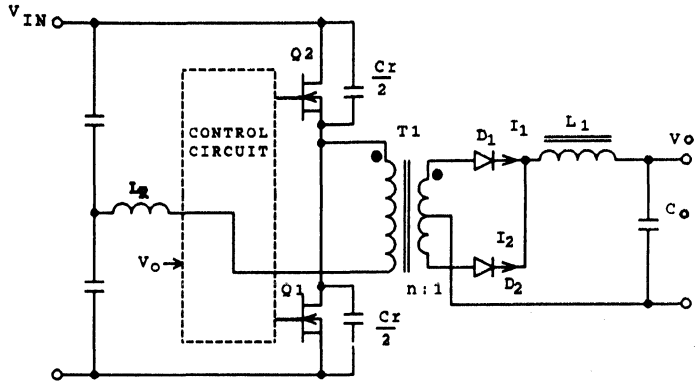 V IN
Q2
Cr
2
CONTROL
CIRCUIT
T1
D1
I1
L1
Vo
LR
Vo
Co
I2
D2
n:1
Q1
Cr
2